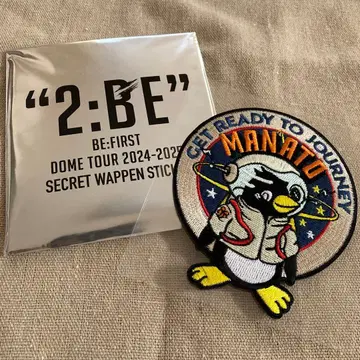 “2:BE”
BE:FIRST
DOME TOUR 2024-2025
SECRET WAPPEN STICK
GET READY TO JOURNEY
MANATO